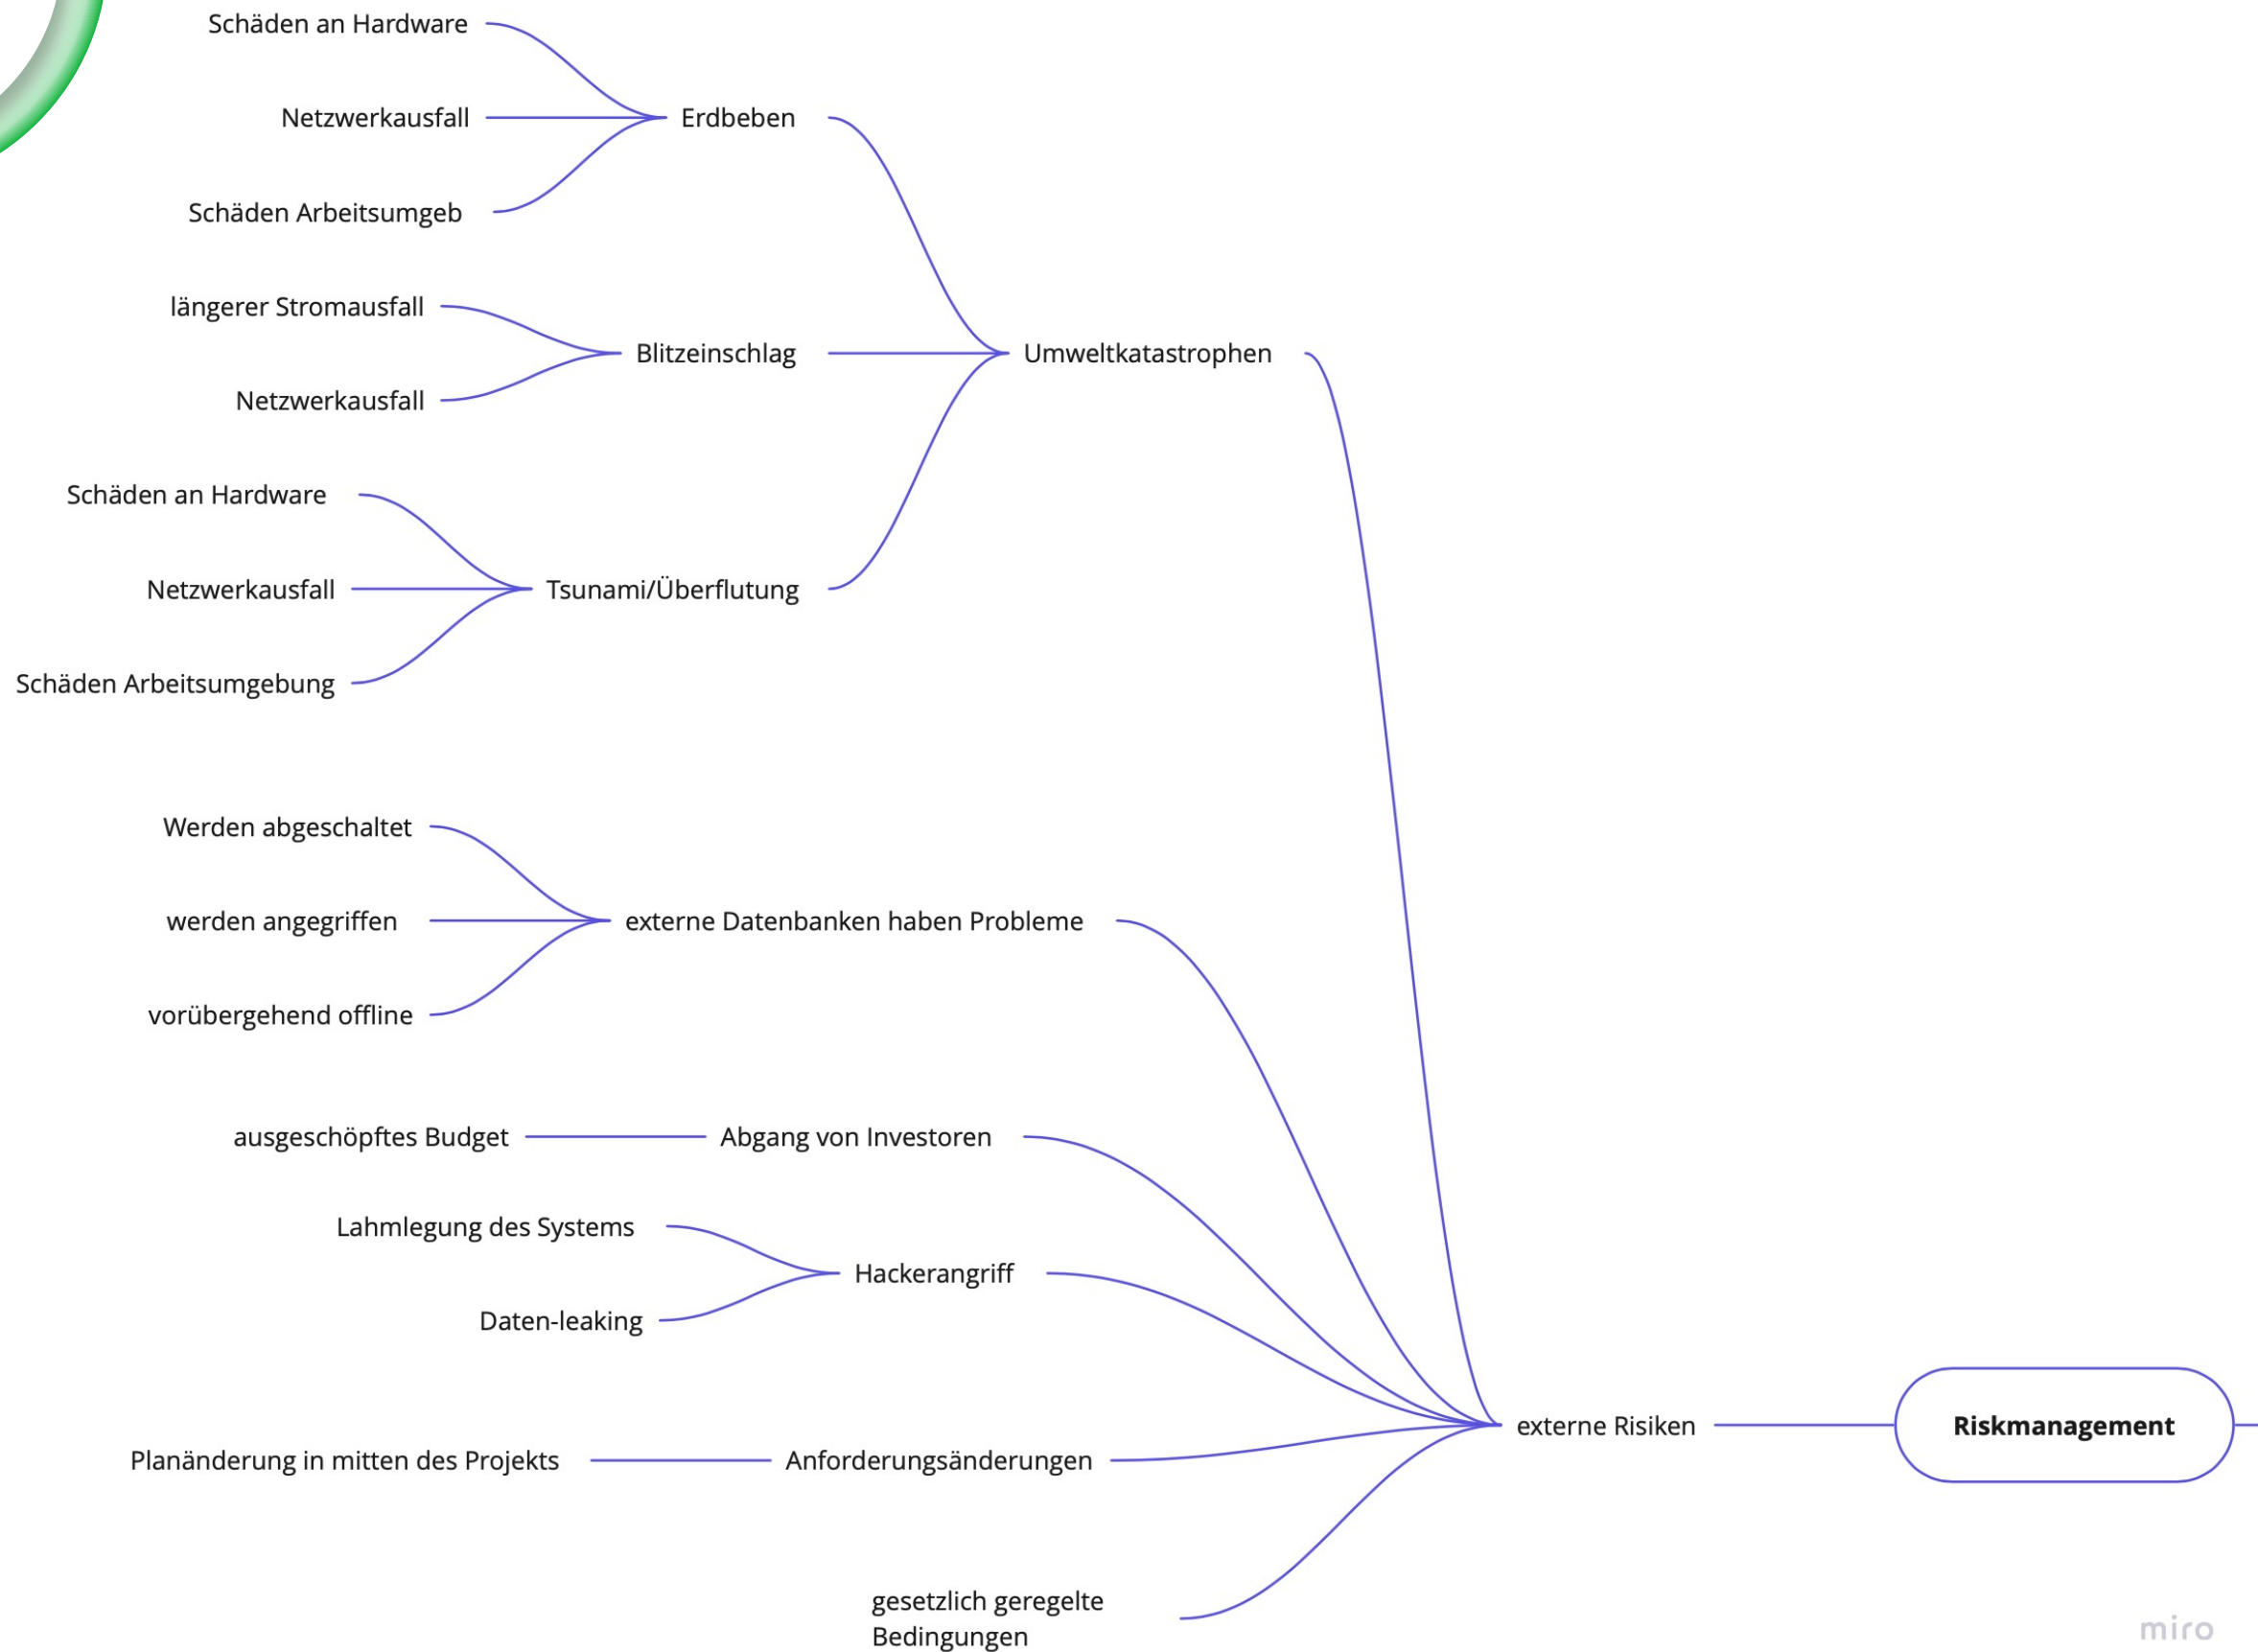 Schäden an Hardware
Netzwerkausfall
Erdbeben
Schäden Arbeitsumgeb
längerer Stromausfall
Blitzeinschlag
Umweltkatastrophen
Netzwerkausfall
Schäden an Hardware
Netzwerkausfall
Tsunami/Überflutung
Schäden Arbeitsumgebung
Werden abgeschaltet
werden angegriffen
externe Datenbanken haben Probleme
vorübergehend offline
ausgeschöpftes Budget
Abgang von Investoren
Lahmlegung des Systems
Hackerangriff
Daten-leaking
externe Risiken
Riskmanagement
Planänderung in mitten des Projekts
Anforderungsänderungen
gesetzlich geregelte
Bedingungen
miro